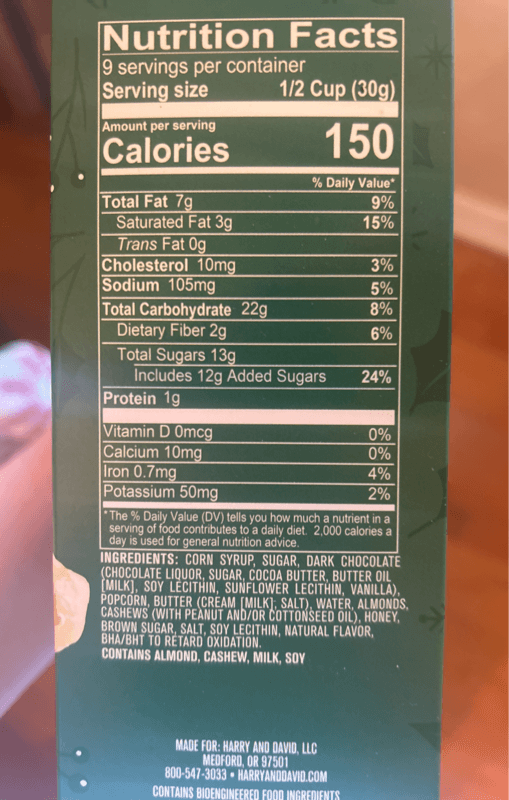 Nutrition Facts
9 servings per container
Serving size 1/2 Cup (30g)
Amount per serving
Calories 150
% Daily Value*
Total Fat 7g 9%
Saturated Fat 3g 15%
Trans Fat 0g
Cholesterol 10mg 3%
Sodium 105mg 5%
Total Carbohydrate 22g 8%
Dietary Fiber 2g 6%
Total Sugars 13g
Includes 12g Added Sugars 24%
Protein 1g
Vitamin D 0mcg 0%
Calcium 10mg 0%
Iron 0.7mg 4%
Potassium 50mg 2%
*The % Daily Value (DV) tells you how much a nutrient in a
serving of food contributes to a daily diet. 2,000 calories a
day is used for general nutrition advice.
INGREDIENTS: CORN SYRUP, SUGAR, DARK CHOCOLATE
(CHOCOLATE LIQUOR, SUGAR, COCOA BUTTER, BUTTER OIL
[MILK], SOY LECITHIN, SUNFLOWER LECITHIN, VANILLA),
POPCORN, BUTTER (CREAM [MILK], SALT), WATER, ALMONDS,
CASHEWS (WITH PEANUT AND/OR COTTONSEED OIL), HONEY,
BROWN SUGAR, SALT, SOY LECITHIN, NATURAL FLAVOR,
BHA/BHT TO RETARD OXIDATION.
CONTAINS ALMOND, CASHEW, MILK, SOY
MADE FOR: HARRY AND DAVID, LLC
MEDFORD, OR 97501
800-547-3033 • HARRYANDDAVID.COM
CONTAINS BIOENGINEERED FOOD INGREDIENTS